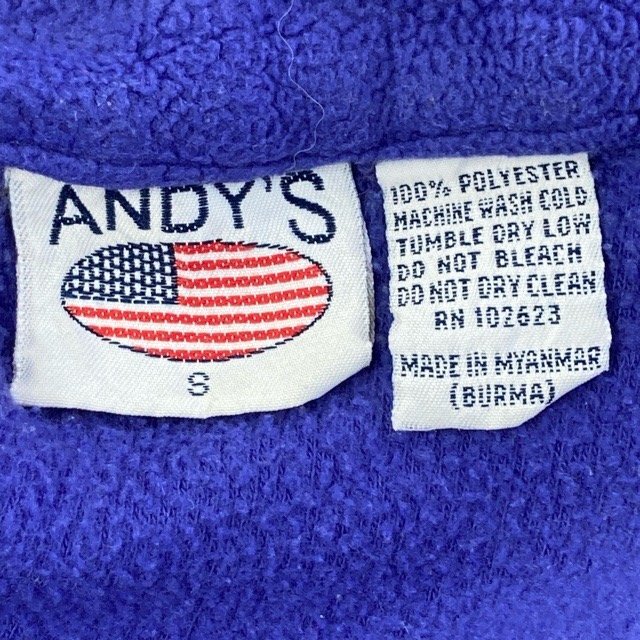 ANDY'S
S
100% POLYESTER
MACHINE WASH COLD
TUMBLE DRY LOW
DO NOT BLEACH
DO NOT DRY CLEAN
RN 102623
MADE IN MYANMAR
(BURMA)